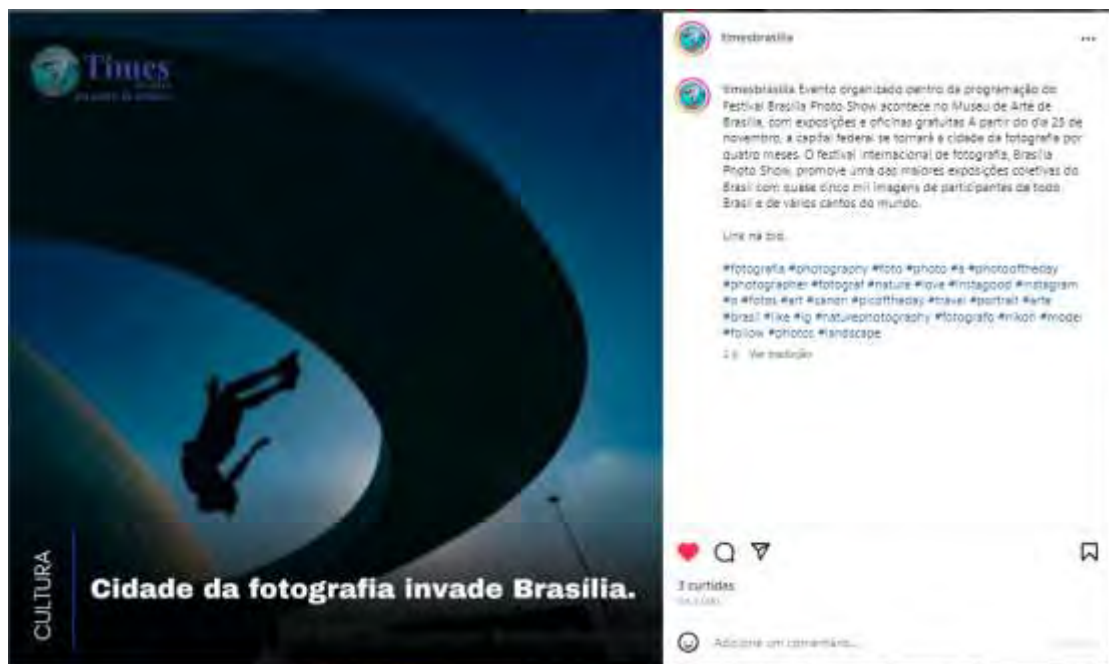 Times
CULTURA
Cidade da fotografia invade Brasília.
timesbrasilia
timesbrasilia Evento organizado dentro da programação do
Festival Brasília Photo Show acontece no Museu de Arte de
Brasília, com exposições e oficinas gratuitas A partir do dia 25 de
novembro, a capital federal se tornará a cidade da fotografia por
quatro meses. O festival internacional de fotografia, Brasília
Photo Show, promove uma das maiores exposições coletivas do
Brasil com quase cinco mil imagens de participantes de todo
Brasil e de vários cantos do mundo.
Link na bio.
#fotografia #photography #foto #photo #a #photooftheday
#photographer #fotograf #nature #love #instagood #instagram
#o #fotos #art #canon #picoftheday #travel #portrait #arte
#brasil #like #ig #naturephotography #fotografo #nikon #model
#follow #photos #landscape
Ver tradução
3 curtidas
Adicione um comentário...